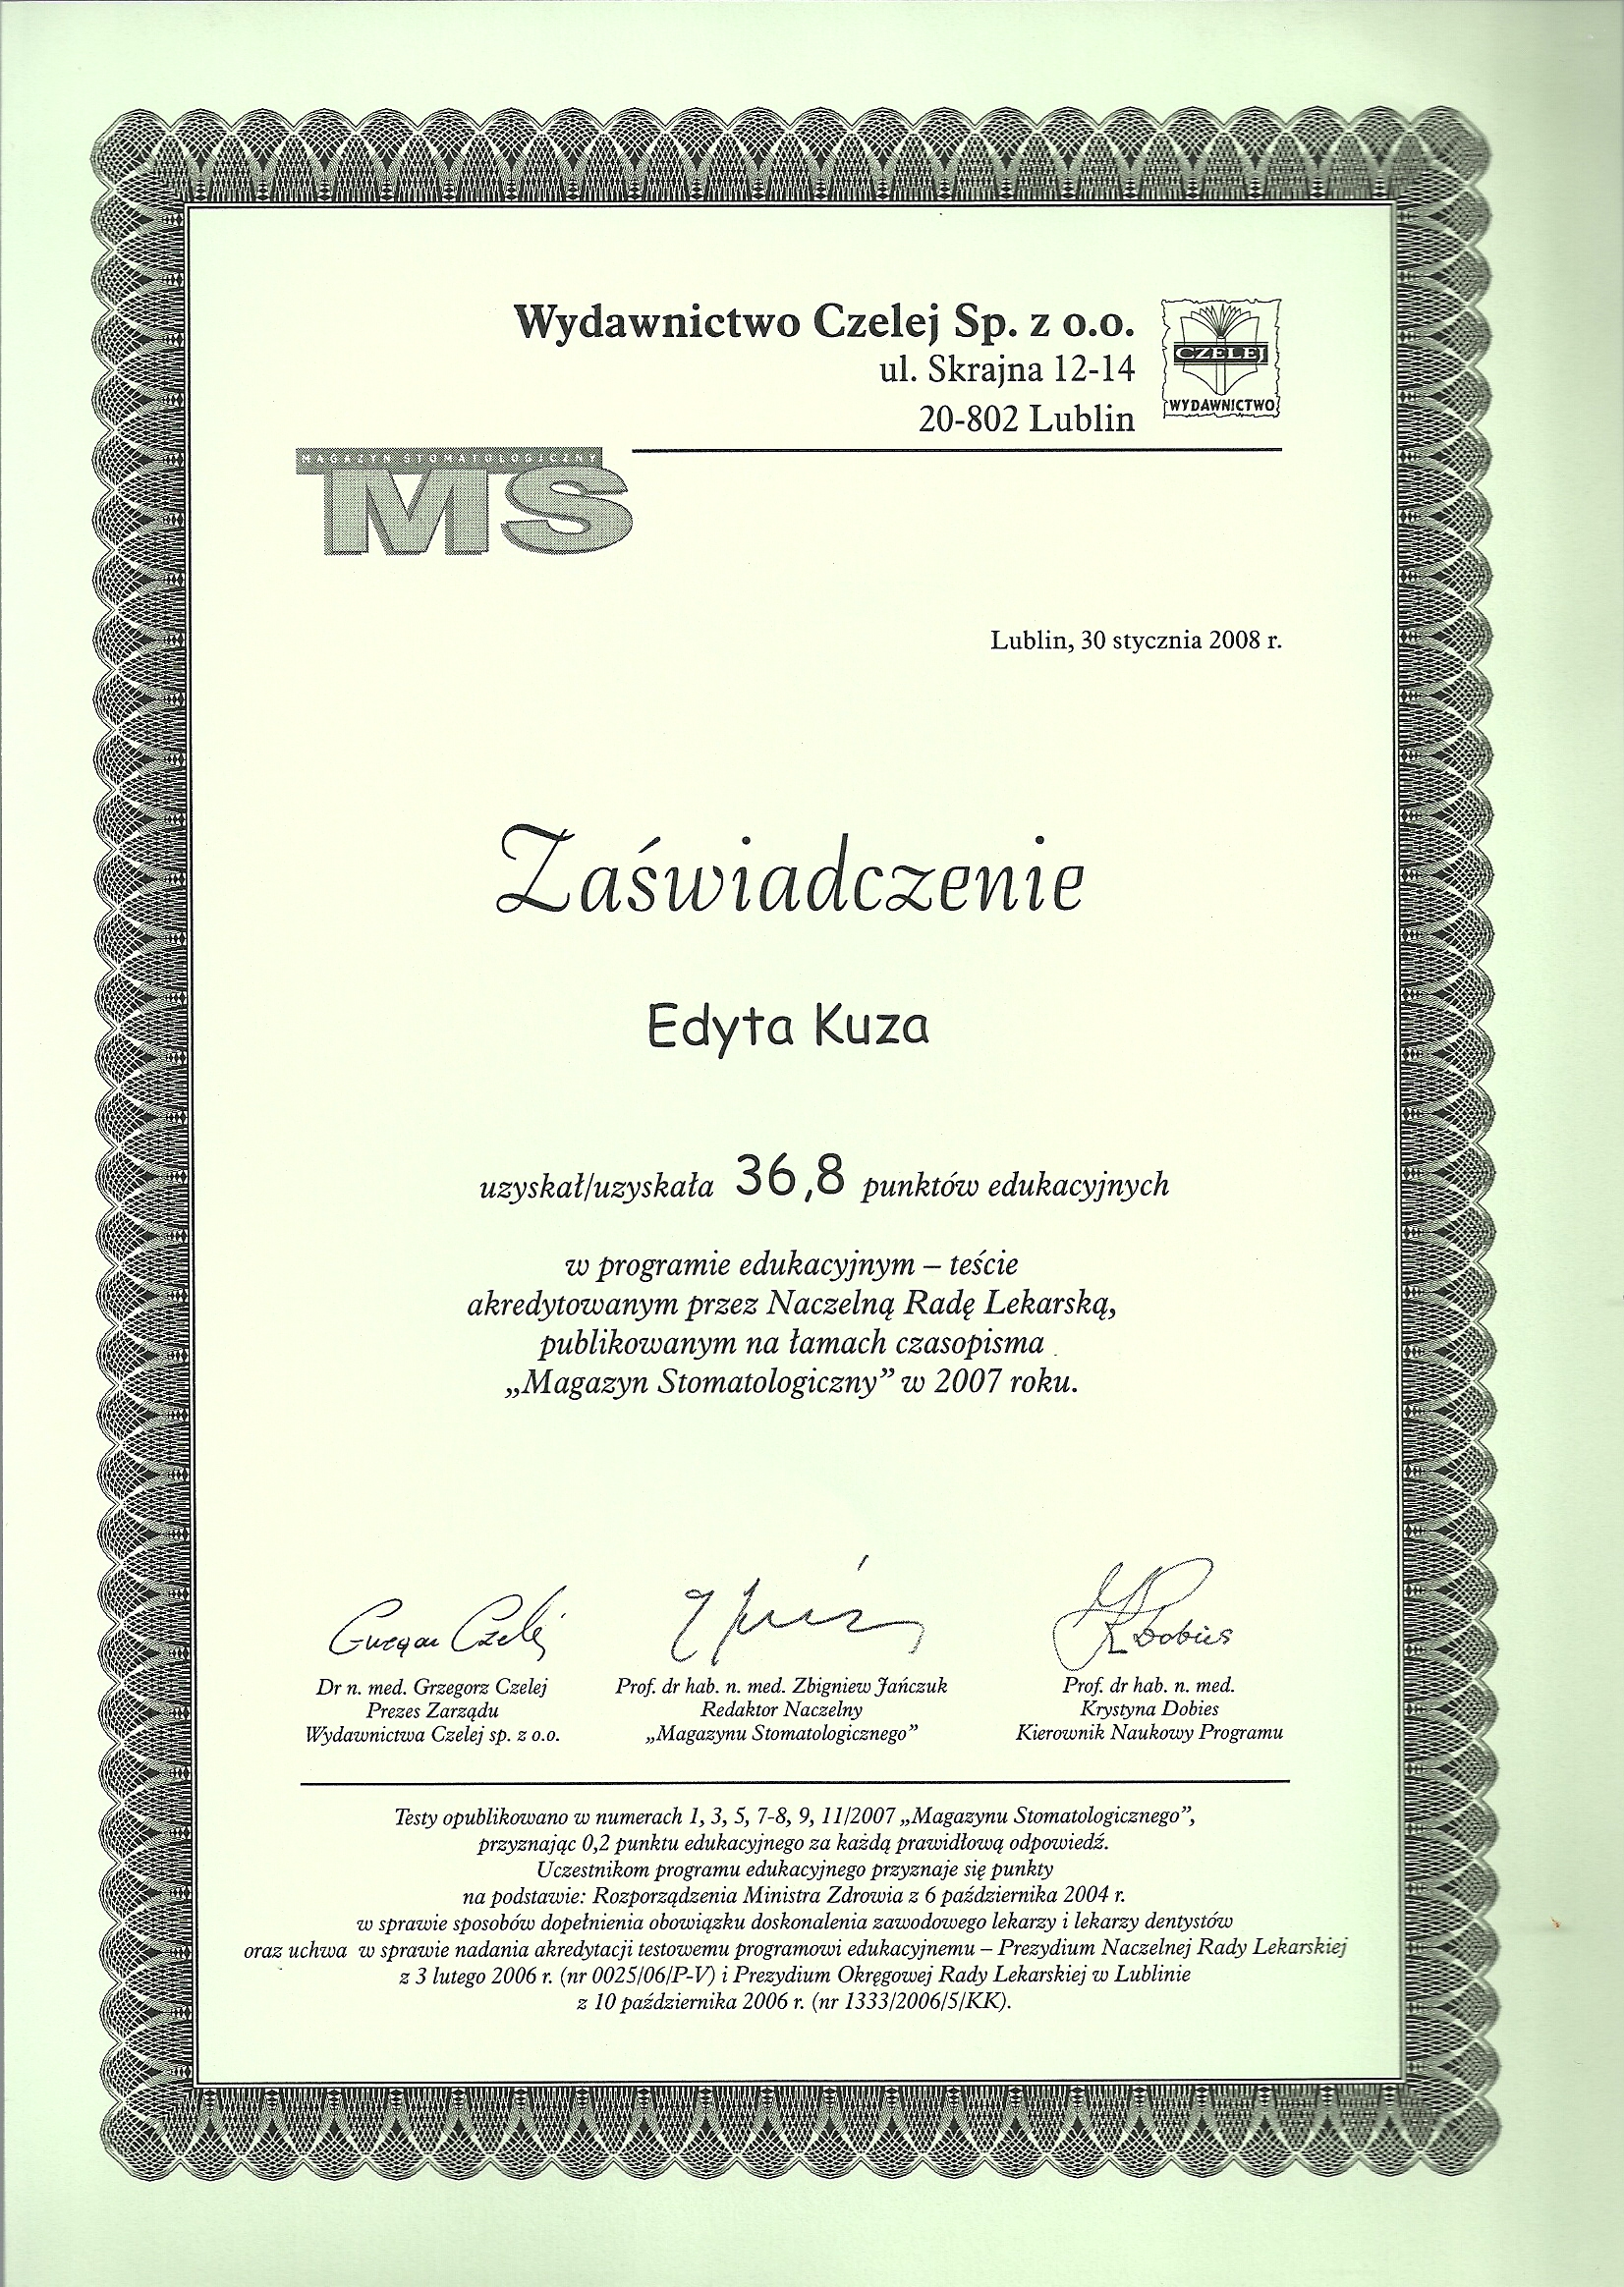 Wydawnictwo Czelej Sp. z o.o.
ul. Skrajna 12-14
20-802 Lublin
CZELEJ
WYDAWNICTWO
MAGAZYN STOMATOLOGICZNY
MS
Lublin, 30 stycznia 2008 r.
Zaświadczenie
Edyta Kuza
uzyskał/uzyskała 36,8 punktów edukacyjnych
w programie edukacyjnym – teście
akredytowanym przez Naczelną Radę Lekarską,
publikowanym na łamach czasopisma
„Magazyn Stomatologiczny” w 2007 roku.
Grzegorz Czelej
Dr n. med. Grzegorz Czelej
Prezes Zarządu
Wydawnictwa Czelej sp. z o.o.
Prof. dr hab. n. med. Zbigniew Jańczuk
Redaktor Naczelny
„Magazynu Stomatologicznego”
KDobies
Prof. dr hab. n. med.
Krystyna Dobies
Kierownik Naukowy Programu
Testy opublikowano w numerach 1, 3, 5, 7-8, 9, 11/2007 „Magazynu Stomatologicznego”,
przyznając 0,2 punktu edukacyjnego za każdą prawidłową odpowiedź.
Uczestnikom programu edukacyjnego przyznaje się punkty
na podstawie: Rozporządzenia Ministra Zdrowia z 6 października 2004 r.
w sprawie sposobów dopełnienia obowiązku doskonalenia zawodowego lekarzy i lekarzy dentystów
oraz uchwa w sprawie nadania akredytacji testowemu programowi edukacyjnemu – Prezydium Naczelnej Rady Lekarskiej
z 3 lutego 2006 r. (nr 0025/06/P-V) i Prezydium Okręgowej Rady Lekarskiej w Lublinie
z 10 października 2006 r. (nr 1333/2006/5/KK).